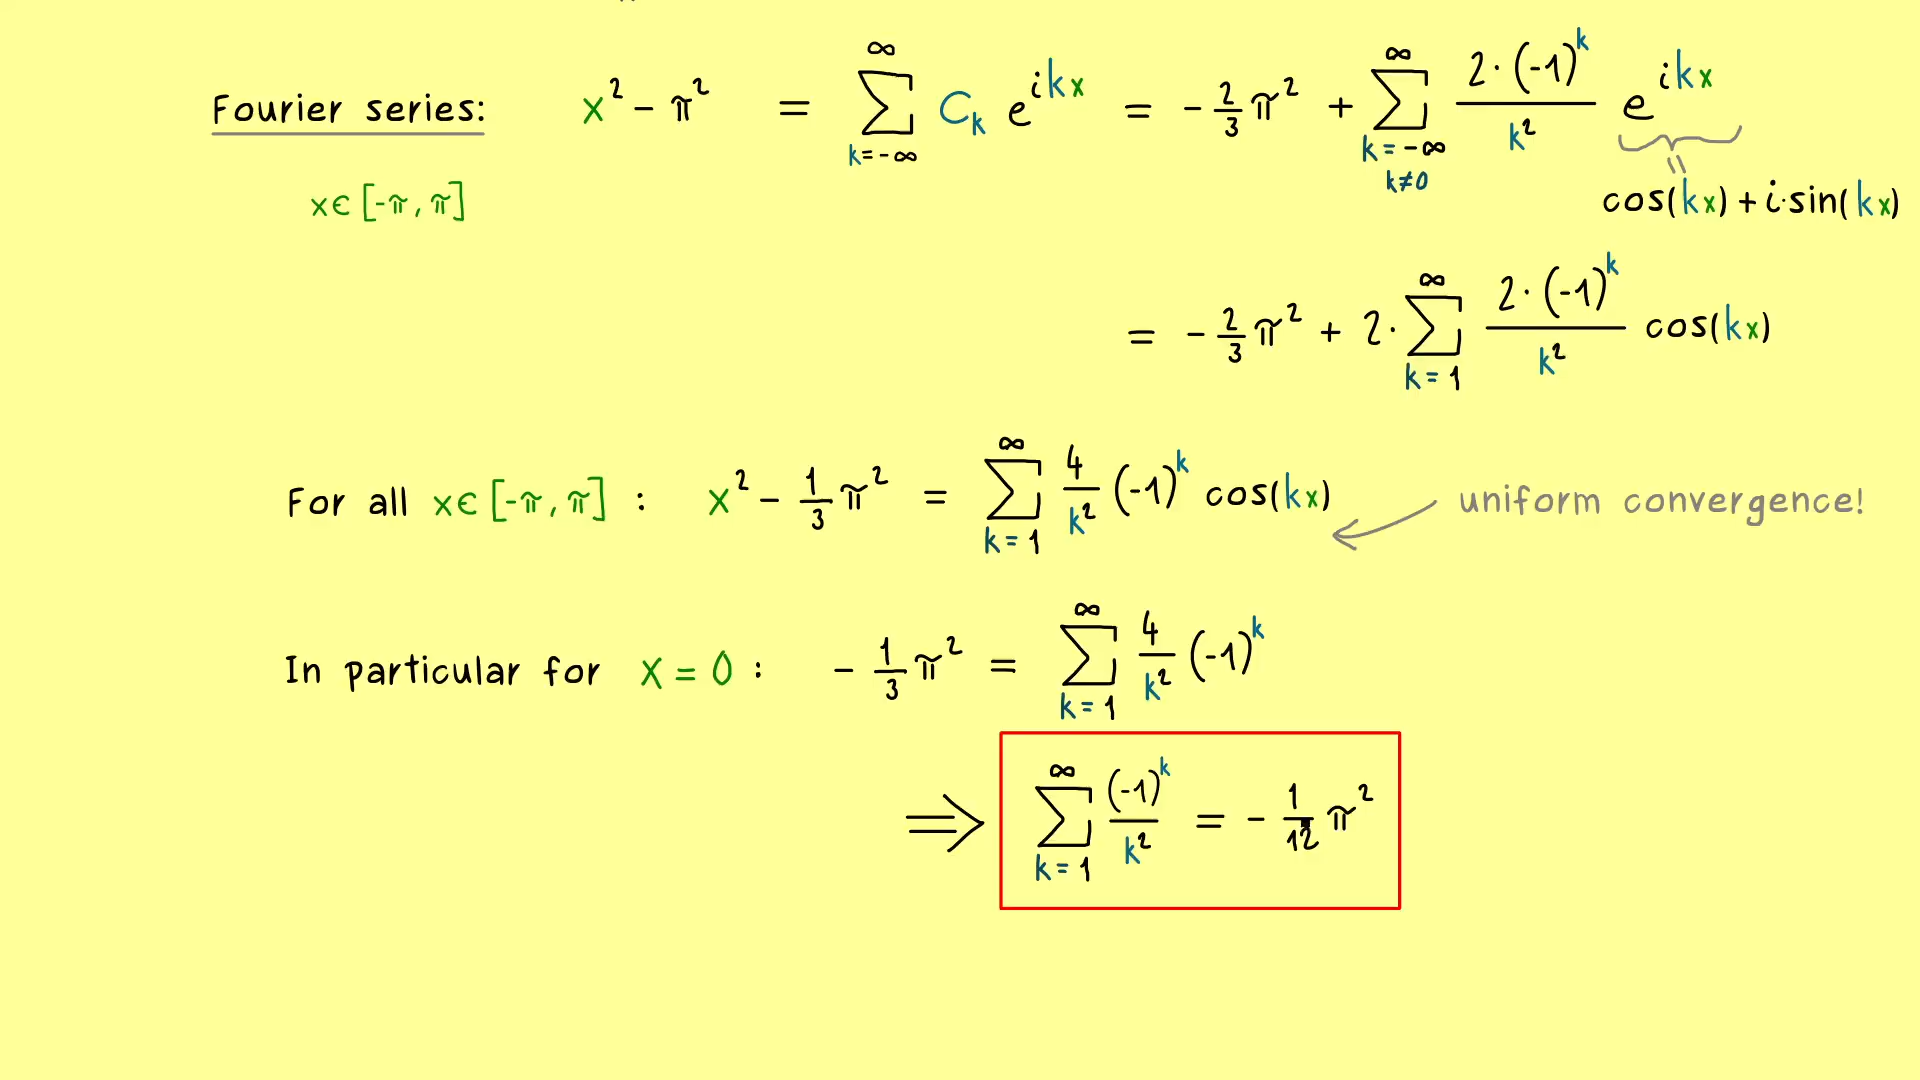 Fourier series: x² - π² = ∑_{k=-∞}^{∞} C_k e^{ikx} = - 2/3 π² + ∑_{k=-∞, k≠0}^{∞} (2·(-1)^k)/k² e^{ikx}
x∈[-π, π] cos(kx) + i·sin(kx)
= - 2/3 π² + 2· ∑_{k=1}^{∞} (2·(-1)^k)/k² cos(kx)
For all x∈[-π, π] : x² - 1/3 π² = ∑_{k=1}^{∞} 4/k² (-1)^k cos(kx) uniform convergence!
In particular for x = 0 : - 1/3 π² = ∑_{k=1}^{∞} 4/k² (-1)^k
⟹ ∑_{k=1}^{∞} (-1)^k/k² = - 1/12 π²